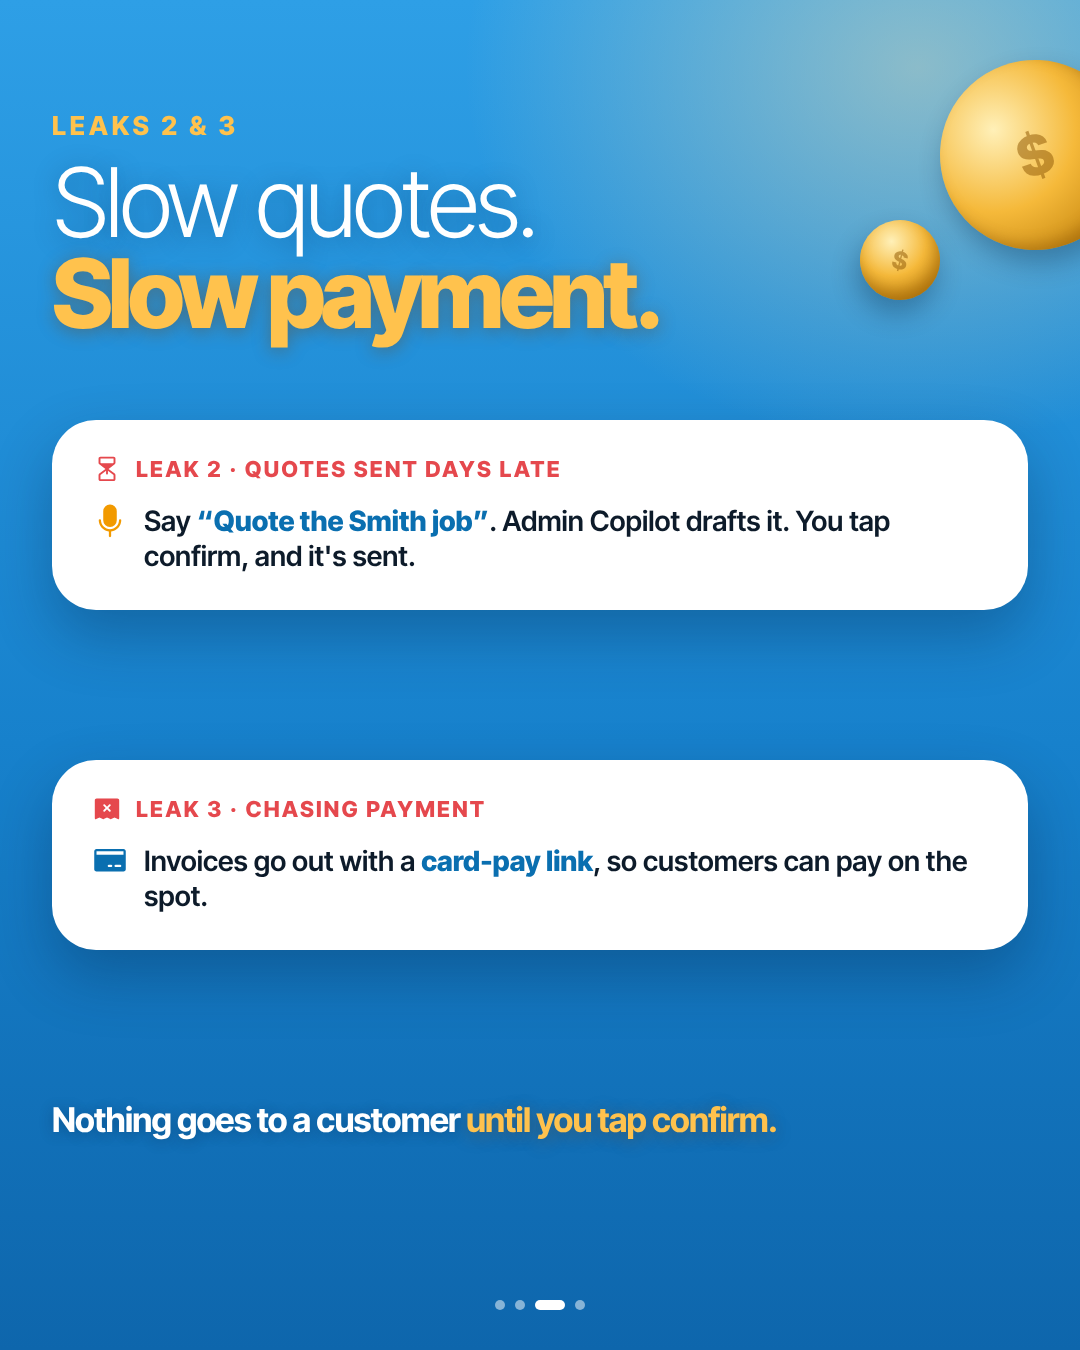 LEAKS 2 & 3
Slow quotes.
Slow payment.
$
$
LEAK 2 · QUOTES SENT DAYS LATE
Say “Quote the Smith job”. Admin Copilot drafts it. You tap
confirm, and it's sent.
LEAK 3 · CHASING PAYMENT
Invoices go out with a card-pay link, so customers can pay on the
spot.
Nothing goes to a customer until you tap confirm.